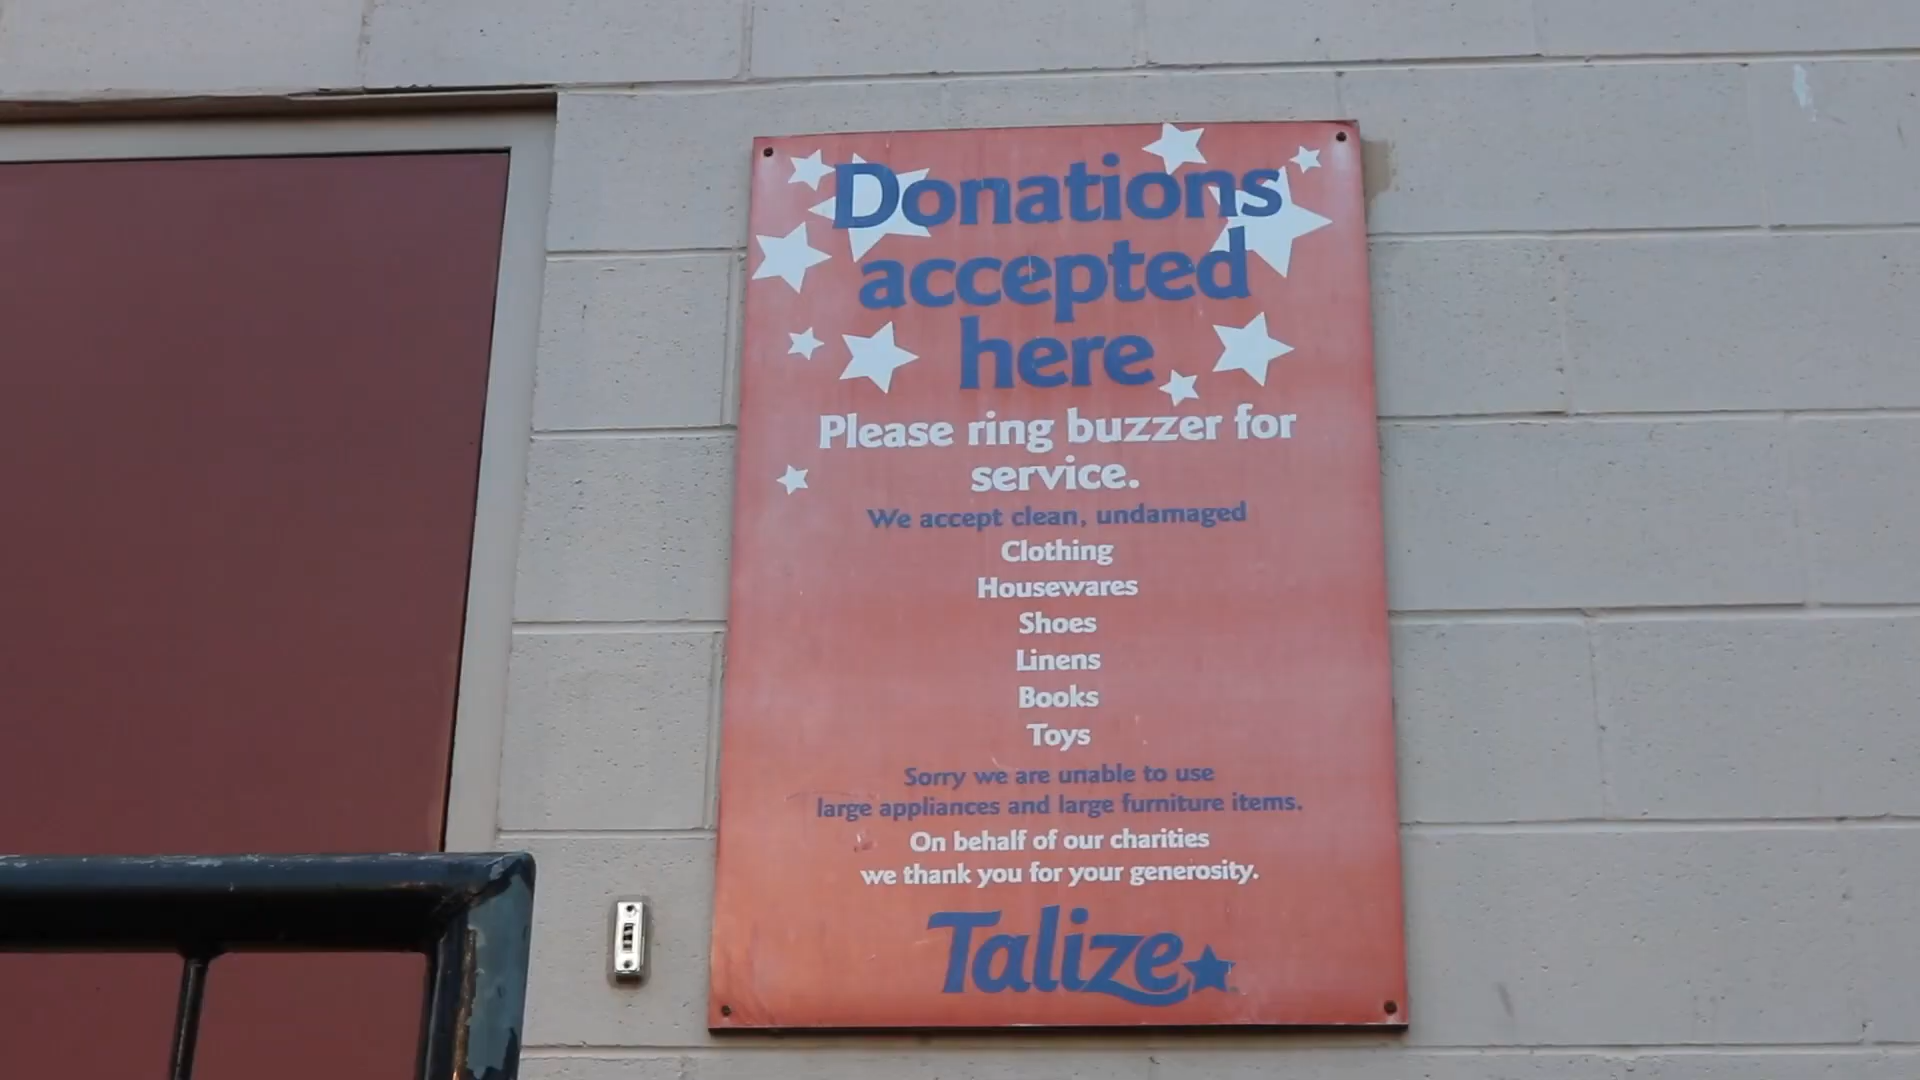 Donations
accepted
here
Please ring buzzer for
service.
We accept clean, undamaged
Clothing
Housewares
Shoes
Linens
Books
Toys
Sorry we are unable to use
large appliances and large furniture items.
On behalf of our charities
we thank you for your generosity.
Talize